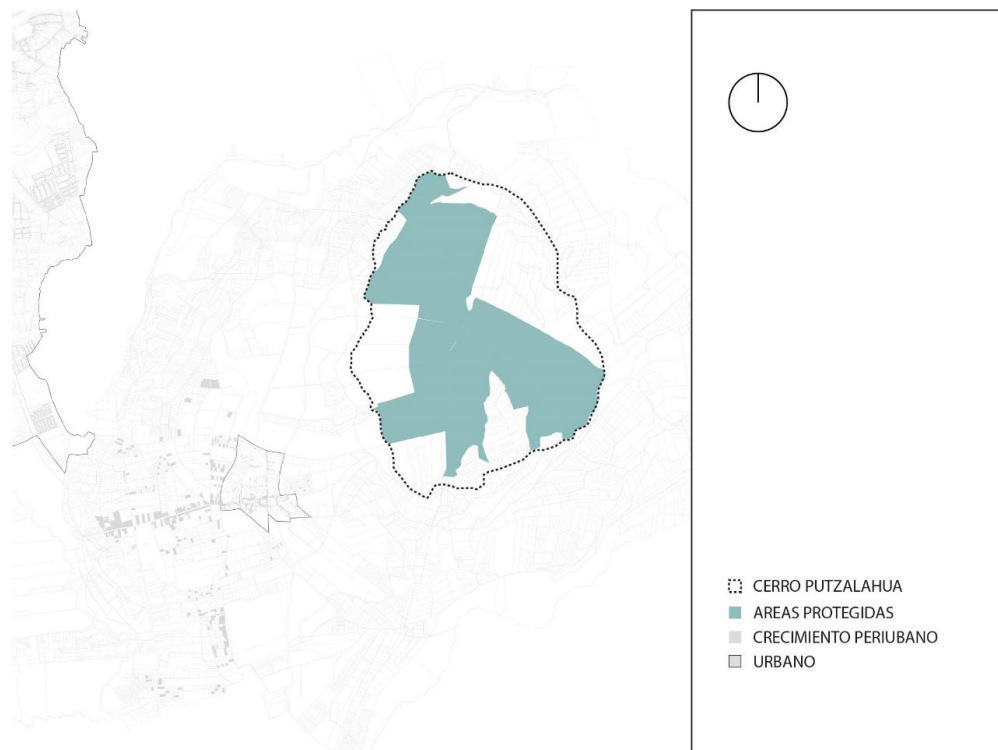 CERRO PUTZALAHUA
AREAS PROTEGIDAS
CRECIMIENTO PERIUBANO
URBANO